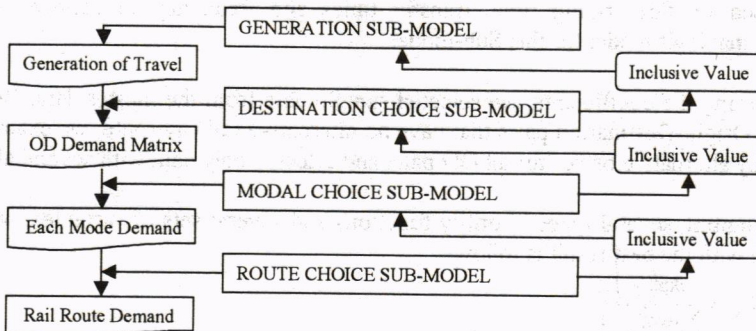 GENERATION SUB-MODEL
Generation of Travel
Inclusive Value
DESTINATION CHOICE SUB-MODEL
OD Demand Matrix
Inclusive Value
MODAL CHOICE SUB-MODEL
Each Mode Demand
Inclusive Value
ROUTE CHOICE SUB-MODEL
Rail Route Demand